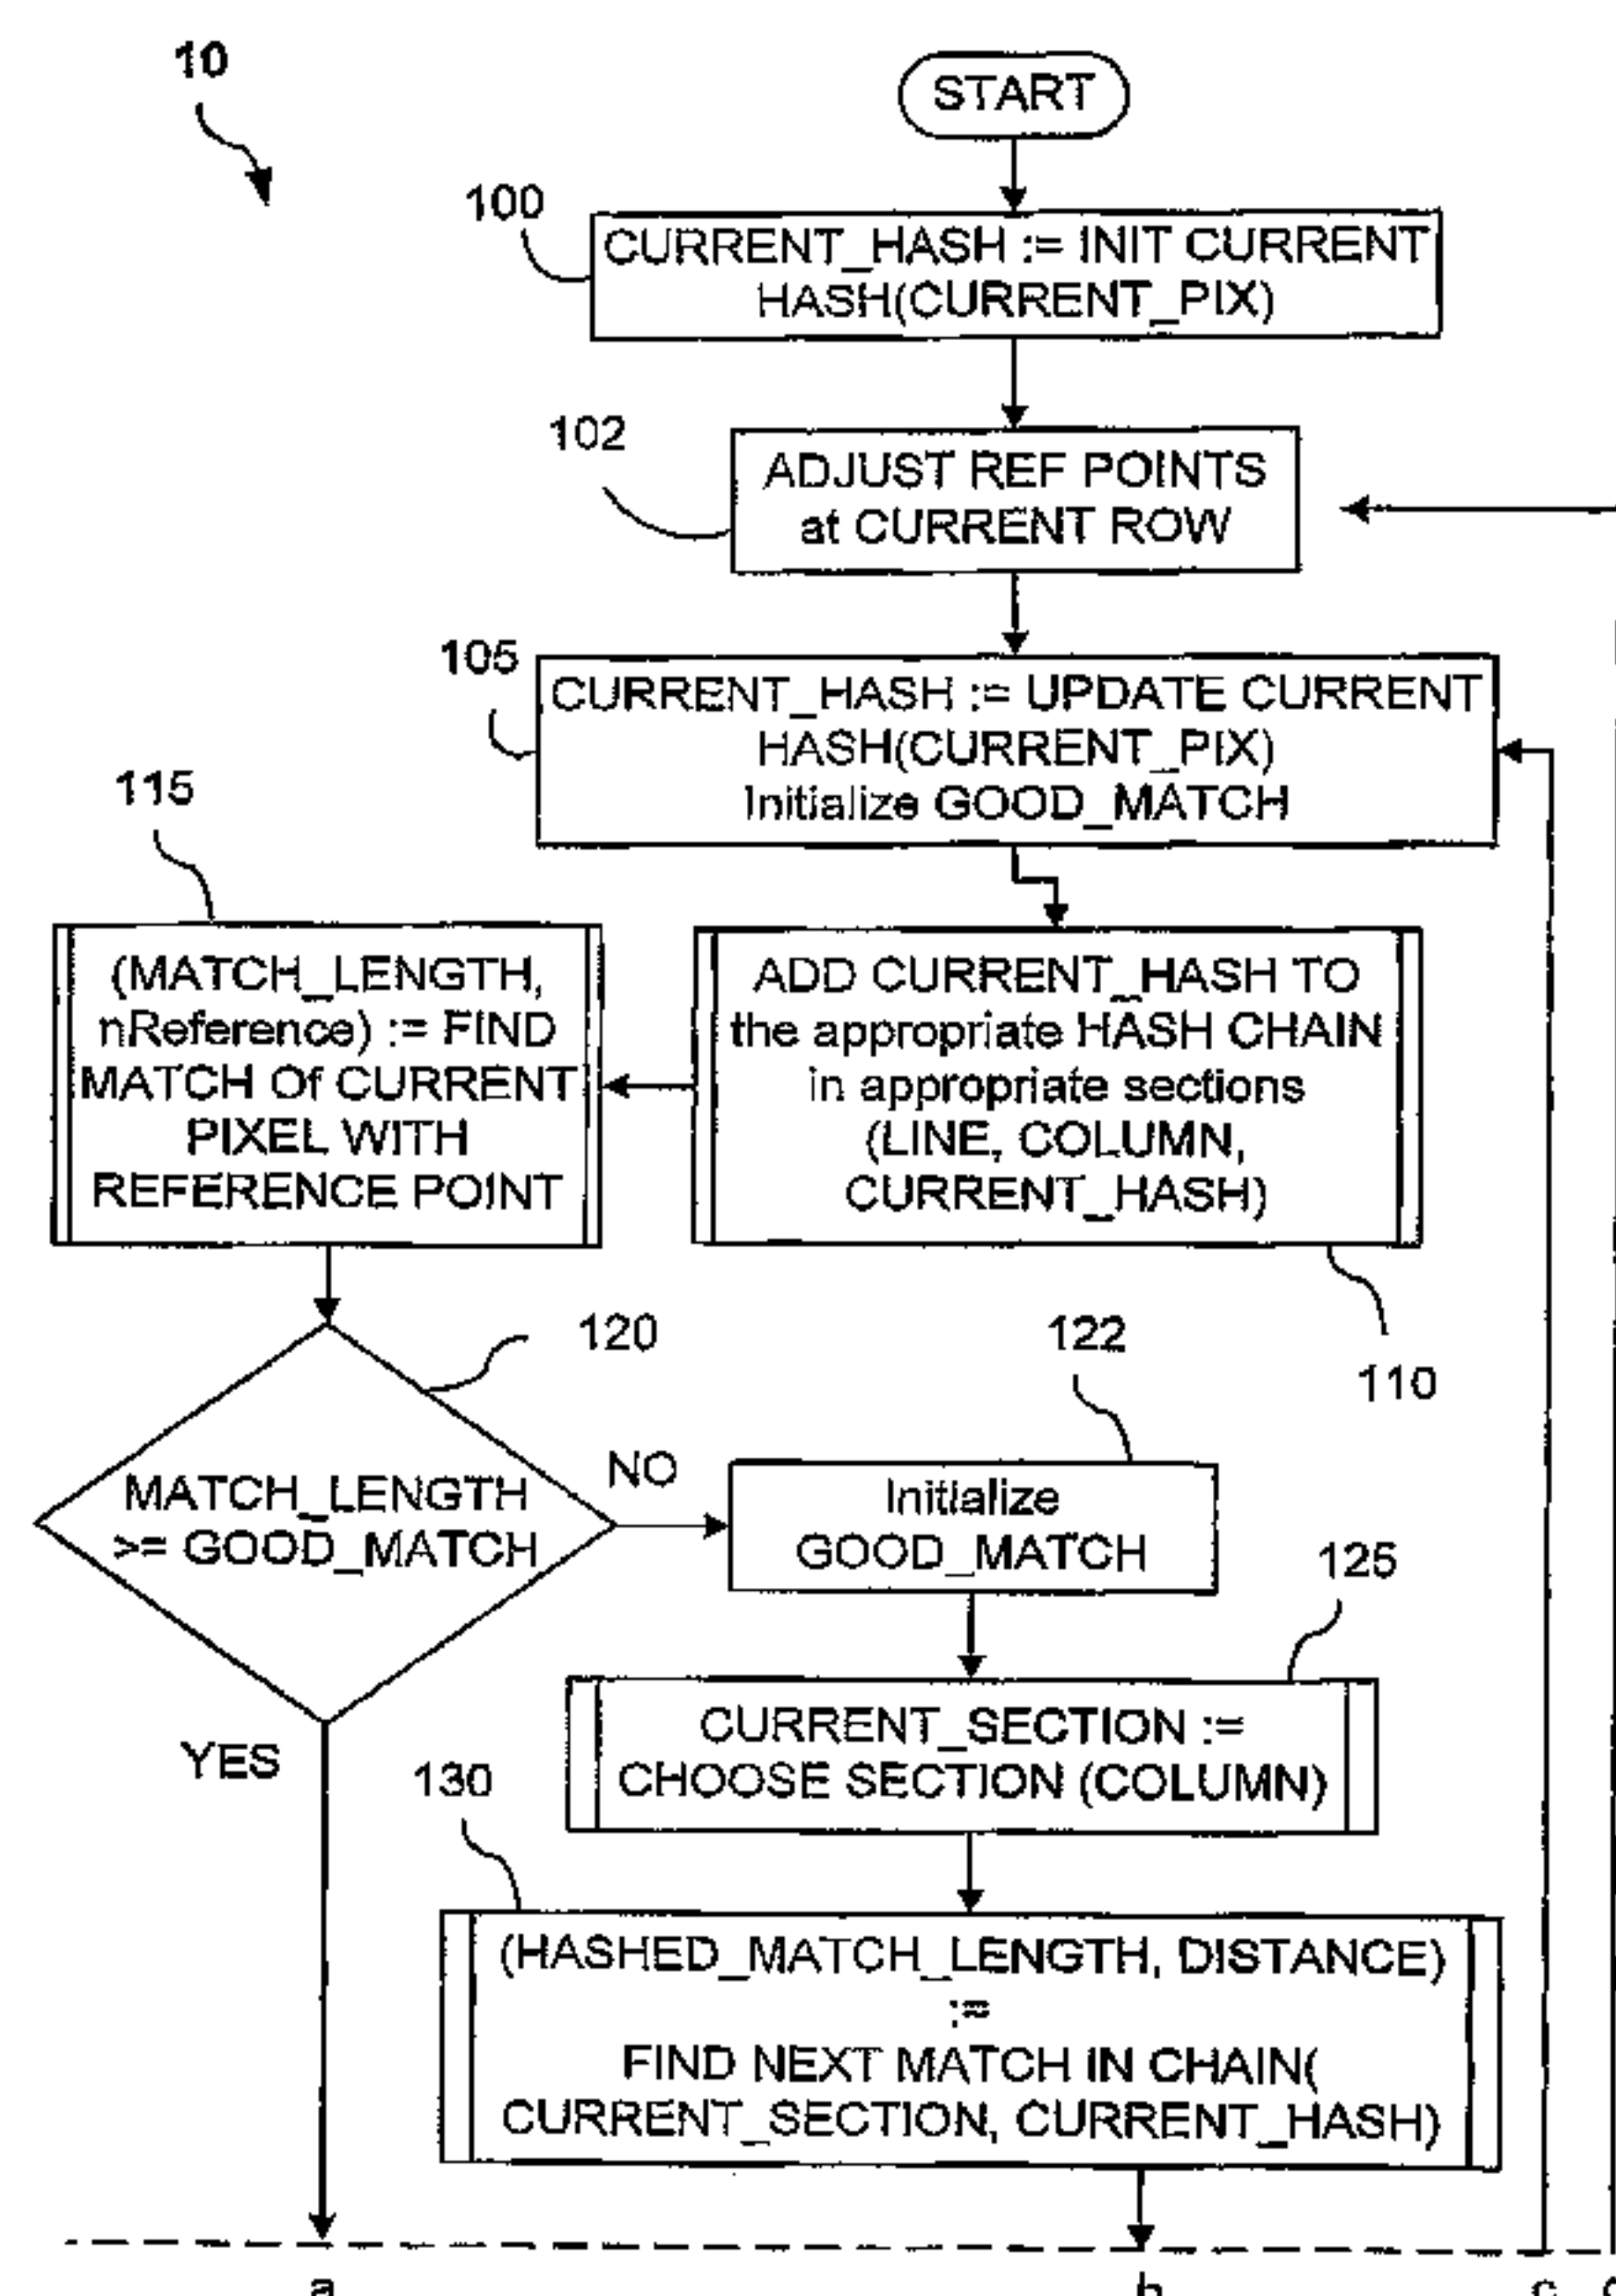 10
START
100
CURRENT_HASH := INIT CURRENT
HASH(CURRENT_PIX)
102
ADJUST REF POINTS
at CURRENT ROW
105
CURRENT_HASH := UPDATE CURRENT
HASH(CURRENT_PIX)
Initialize GOOD_MATCH
115
(MATCH_LENGTH,
nReference) := FIND
MATCH Of CURRENT
PIXEL WITH
REFERENCE POINT
ADD CURRENT_HASH TO
the appropriate HASH CHAIN
in appropriate sections
(LINE, COLUMN,
CURRENT_HASH)
110
120
MATCH_LENGTH
>= GOOD_MATCH
NO
YES
122
Initialize
GOOD_MATCH
125
CURRENT_SECTION :=
CHOOSE SECTION (COLUMN)
130
(HASHED_MATCH_LENGTH, DISTANCE)
:=
FIND NEXT MATCH IN CHAIN(
CURRENT_SECTION, CURRENT_HASH)
a
b
c